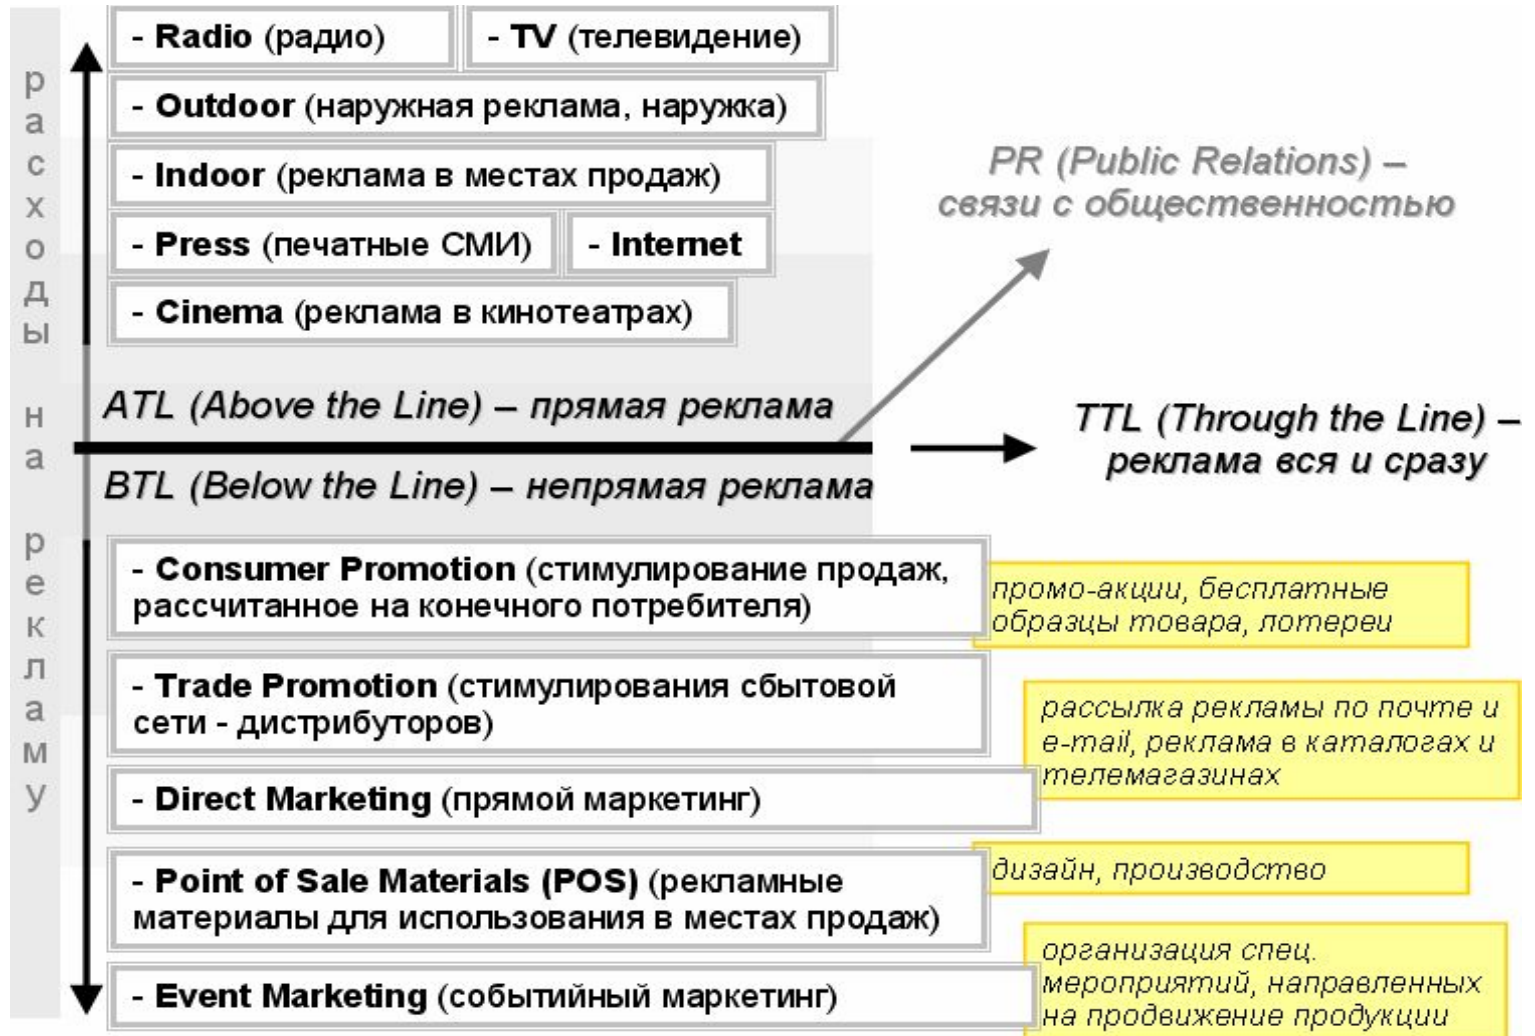 расходы на рекламу
- Radio (радио)
- TV (телевидение)
- Outdoor (наружная реклама, наружка)
- Indoor (реклама в местах продаж)
- Press (печатные СМИ)
- Internet
- Cinema (реклама в кинотеатрах)
PR (Public Relations) –
связи с общественностью
ATL (Above the Line) – прямая реклама
BTL (Below the Line) – непрямая реклама
TTL (Through the Line) –
реклама вся и сразу
- Consumer Promotion (стимулирование продаж,
рассчитанное на конечного потребителя)
промо-акции, бесплатные
образцы товара, лотереи
- Trade Promotion (стимулирования сбытовой
сети - дистрибуторов)
- Direct Marketing (прямой маркетинг)
рассылка рекламы по почте и
e-mail, реклама в каталогах и
телемагазинах
- Point of Sale Materials (POS) (рекламные
материалы для использования в местах продаж)
дизайн, производство
- Event Marketing (событийный маркетинг)
организация спец.
мероприятий, направленных
на продвижение продукции